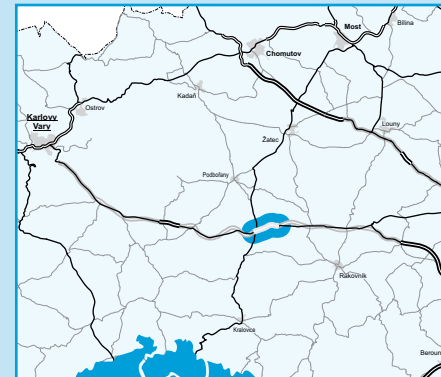 Most
Bílina
Chomutov
Kadaň
Ostrov
Karlovy
Vary
Louny
Žatec
Podbořany
Rakovník
Kralovice
Beroun